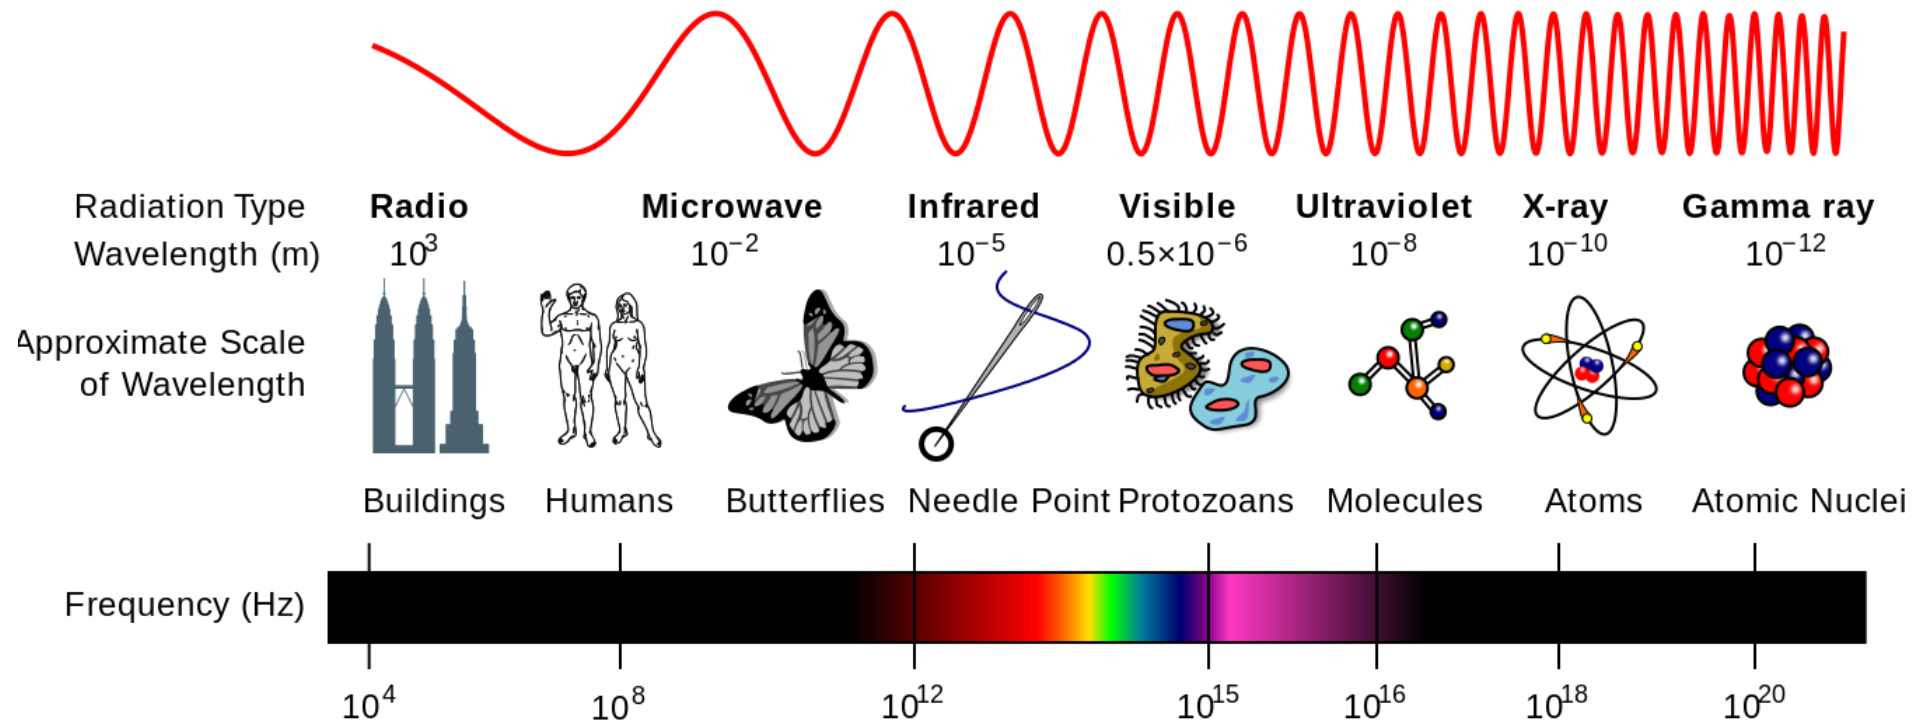 Radiation Type Radio Microwave Infrared Visible Ultraviolet X-ray Gamma ray
Wavelength (m) 10³ 10⁻² 10⁻⁵ 0.5×10⁻⁶ 10⁻⁸ 10⁻¹⁰ 10⁻¹²
Approximate Scale
of Wavelength
Buildings Humans Butterflies Needle Point Protozoans Molecules Atoms Atomic Nuclei
Frequency (Hz)
10⁴ 10⁸ 10¹² 10¹⁵ 10¹⁶ 10¹⁸ 10²⁰